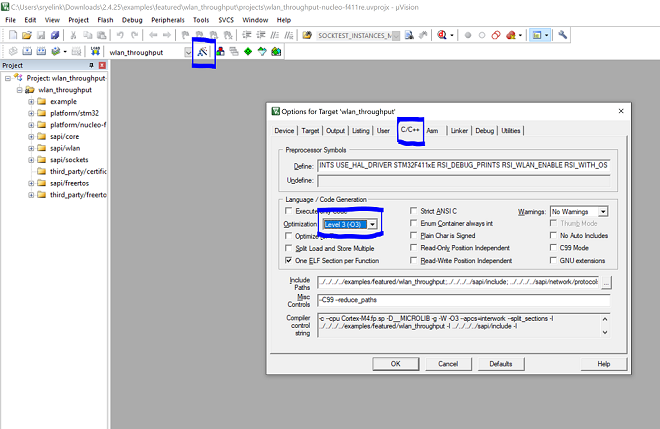 C:\Users\sryelink\Downloads\2.4.25\examples\featured\wlan_throughput\projects\wlan_throughput-nucleo-f411re.uvprojx - µVision
File Edit View Project Flash Debug Peripherals Tools SVCS Window Help
SOCKTEST_INSTANCES_M
wlan_throughput
Project
Project: wlan_throughput-
wlan_throughput
example
platform/stm32
platform/nucleo-f
sapi/core
sapi/wlan
sapi/sockets
third_party/certific
sapi/freertos
third_party/freerto
Options for Target 'wlan_throughput'
Device Target Output Listing User C/C++ Asm Linker Debug Utilities
Preprocessor Symbols
Define: INTS USE_HAL_DRIVER STM32F411xE RSI_DEBUG_PRINTS RSI_WLAN_ENABLE RSI_WITH_OS
Undefine:
Language / Code Generation
Execute-only Code Strict ANSI C Warnings: No Warnings
Optimization Level 3 (-O3) Enum Container always int Thumb Mode
Optimize Plain Char is Signed No Auto Includes
Split Load and Store Multiple Read-Only Position Independent C99 Mode
One ELF Section per Function Read-Write Position Independent GNU extensions
Include Paths ../../../../examples/featured/wlan_throughput;../../../../sapi/include; ../../../../sapi/network/protocol ...
Misc Controls -C99 --reduce_paths
Compiler control string -c --cpu Cortex-M4.fp.sp -D__MICROLIB -g -W -O3 --apcs=interwork --split_sections -I
../../../../examples/featured/wlan_throughput -I ../../../../sapi/include -I
OK Cancel Defaults Help